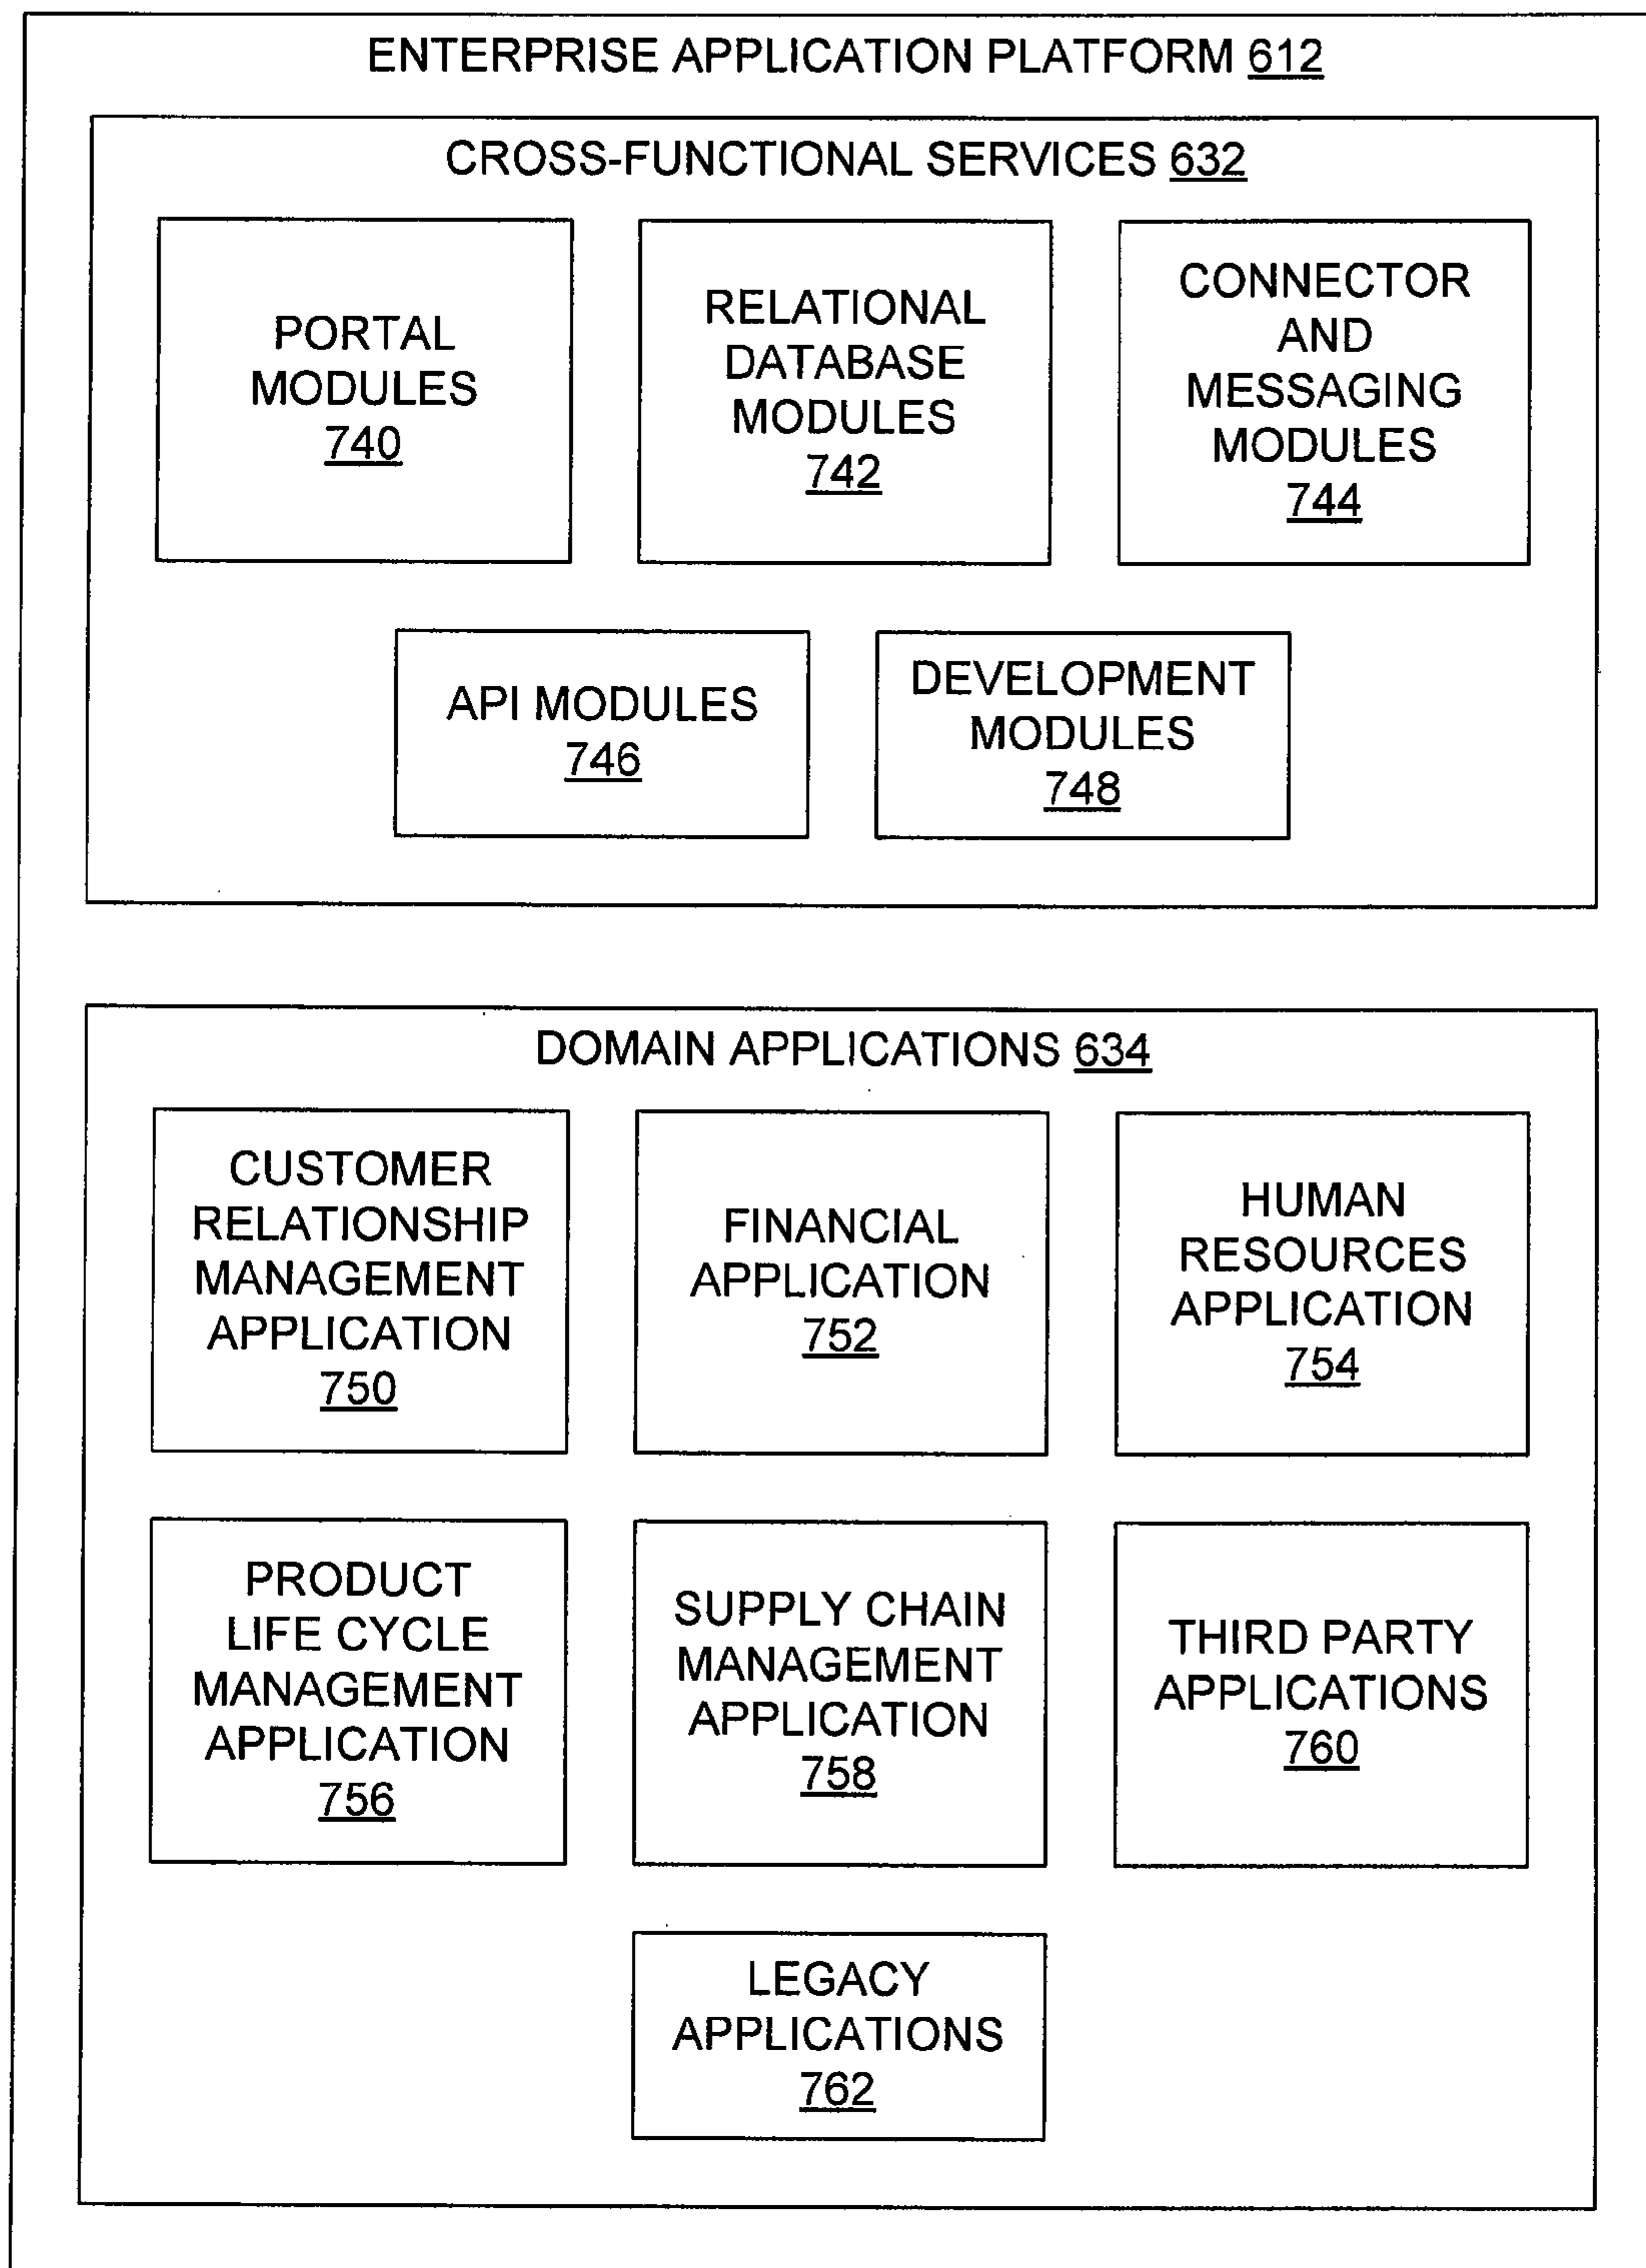 ENTERPRISE APPLICATION PLATFORM 612
CROSS-FUNCTIONAL SERVICES 632
PORTAL
MODULES
740
RELATIONAL
DATABASE
MODULES
742
CONNECTOR
AND
MESSAGING
MODULES
744
API MODULES
746
DEVELOPMENT
MODULES
748
DOMAIN APPLICATIONS 634
CUSTOMER
RELATIONSHIP
MANAGEMENT
APPLICATION
750
FINANCIAL
APPLICATION
752
HUMAN
RESOURCES
APPLICATION
754
PRODUCT
LIFE CYCLE
MANAGEMENT
APPLICATION
756
SUPPLY CHAIN
MANAGEMENT
APPLICATION
758
THIRD PARTY
APPLICATIONS
760
LEGACY
APPLICATIONS
762